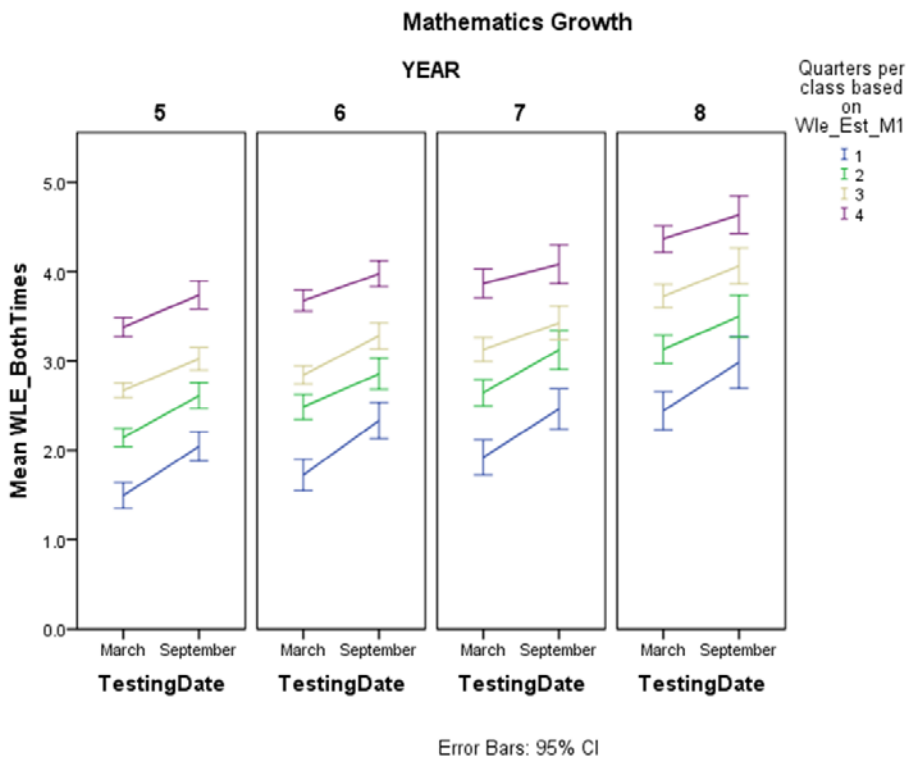 Mathematics Growth
YEAR
5 6 7 8
Quarters per
class based
on
Wle_Est_M1
1
2
3
4
Mean WLE_BothTimes
5.0
4.0
3.0
2.0
1.0
0.0
March September March September March September March September
TestingDate TestingDate TestingDate TestingDate
Error Bars: 95% CI